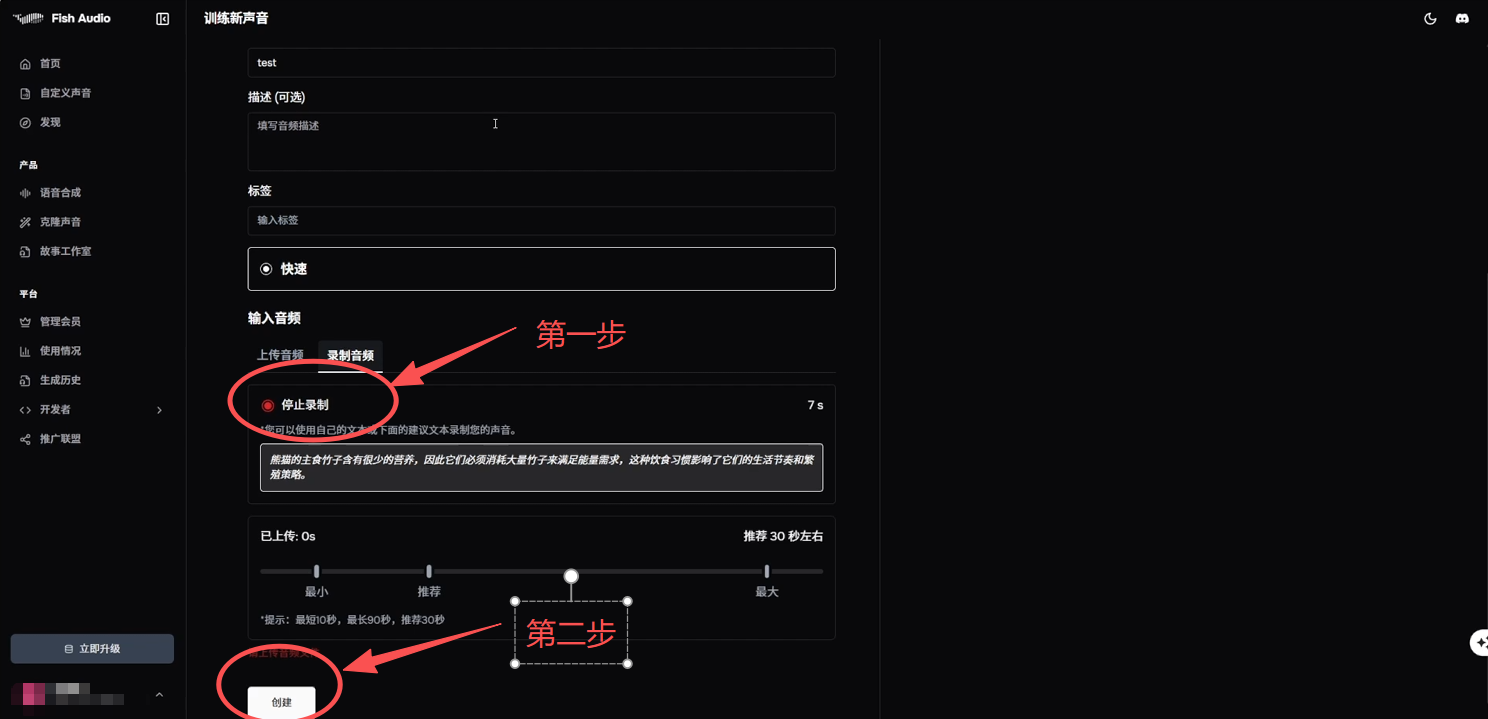 Fish Audio
首页
自定义声音
发现
产品
语音合成
克隆声音
故事工作室
平台
管理会员
使用情况
生成历史
开发者
推广联盟
立即升级
训练新声音
test
描述 (可选)
填写音频描述
标签
输入标签
快速
输入音频
上传音频 录制音频
第一步
停止录制 7 s
*您可以使用自己的文本或下面的建议文本录制您的声音。
熊猫的主食竹子含有很少的营养，因此它们必须消耗大量竹子来满足能量需求，这种饮食习惯影响了它们的生活节奏和繁
殖策略。
已上传: 0s 推荐 30 秒左右
最小 推荐 最大
*提示：最短10秒，最长90秒，推荐30秒
第二步
请上传音频文件
创建